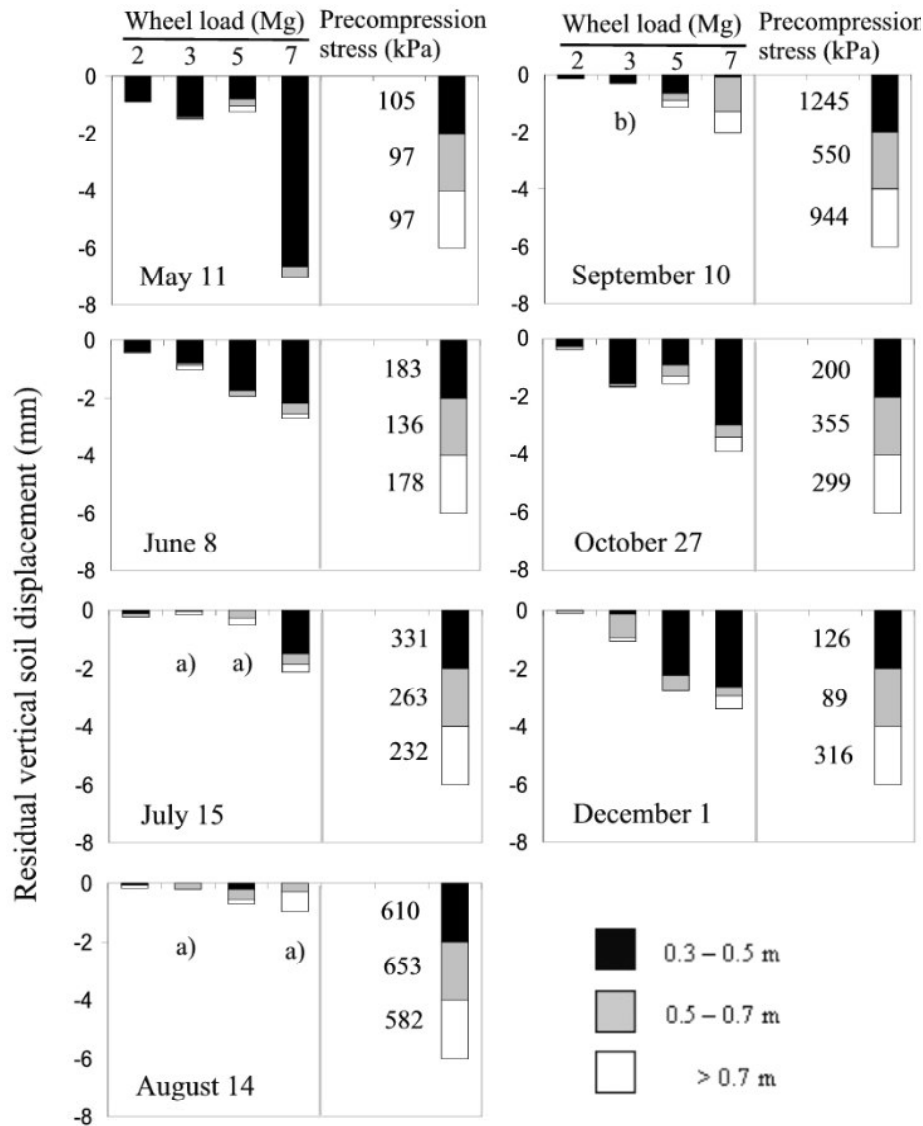 Wheel load (Mg)
2 3 5 7
Precompression
stress (kPa)
0
-2
-4
-6
-8
105
97
97
May 11
Wheel load (Mg)
2 3 5 7
Precompression
stress (kPa)
0
-2
-4
-6
-8
b)
1245
550
944
September 10
Residual vertical soil displacement (mm)
0
-2
-4
-6
-8
183
136
178
June 8
0
-2
-4
-6
-8
200
355
299
October 27
0
-2
-4
-6
-8
a) a)
331
263
232
July 15
0
-2
-4
-6
-8
126
89
316
December 1
0
-2
-4
-6
-8
a) a)
610
653
582
August 14
0.3 – 0.5 m
0.5 – 0.7 m
> 0.7 m